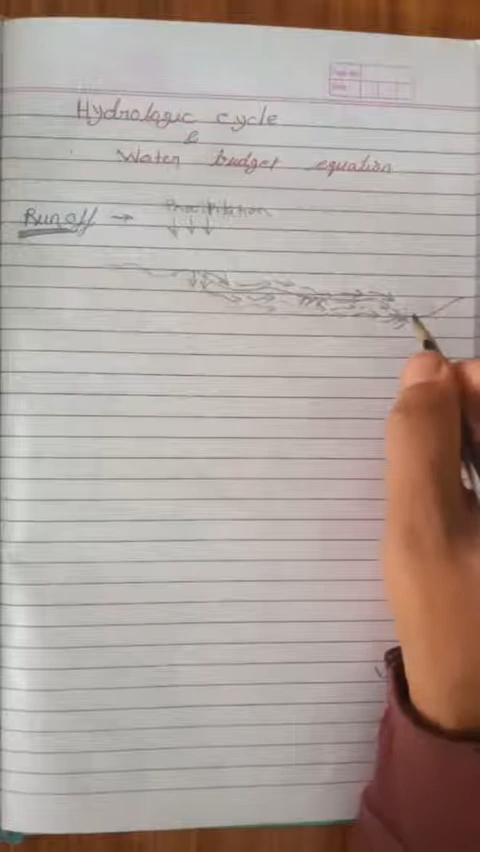 Hydrologic cycle
&
Water budget equation
Runoff → Precipitation